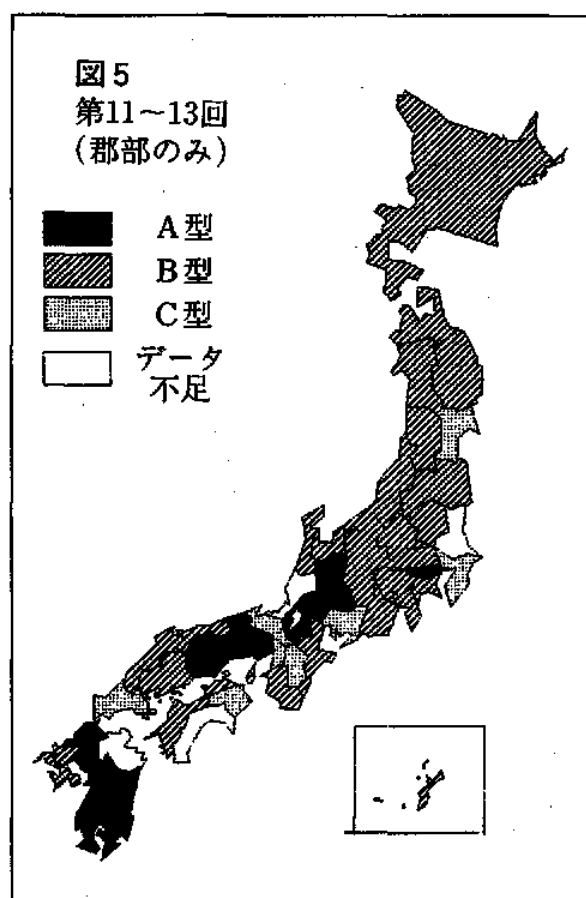 図5
第11～13回
(郡部のみ)
A型
B型
C型
データ
不足